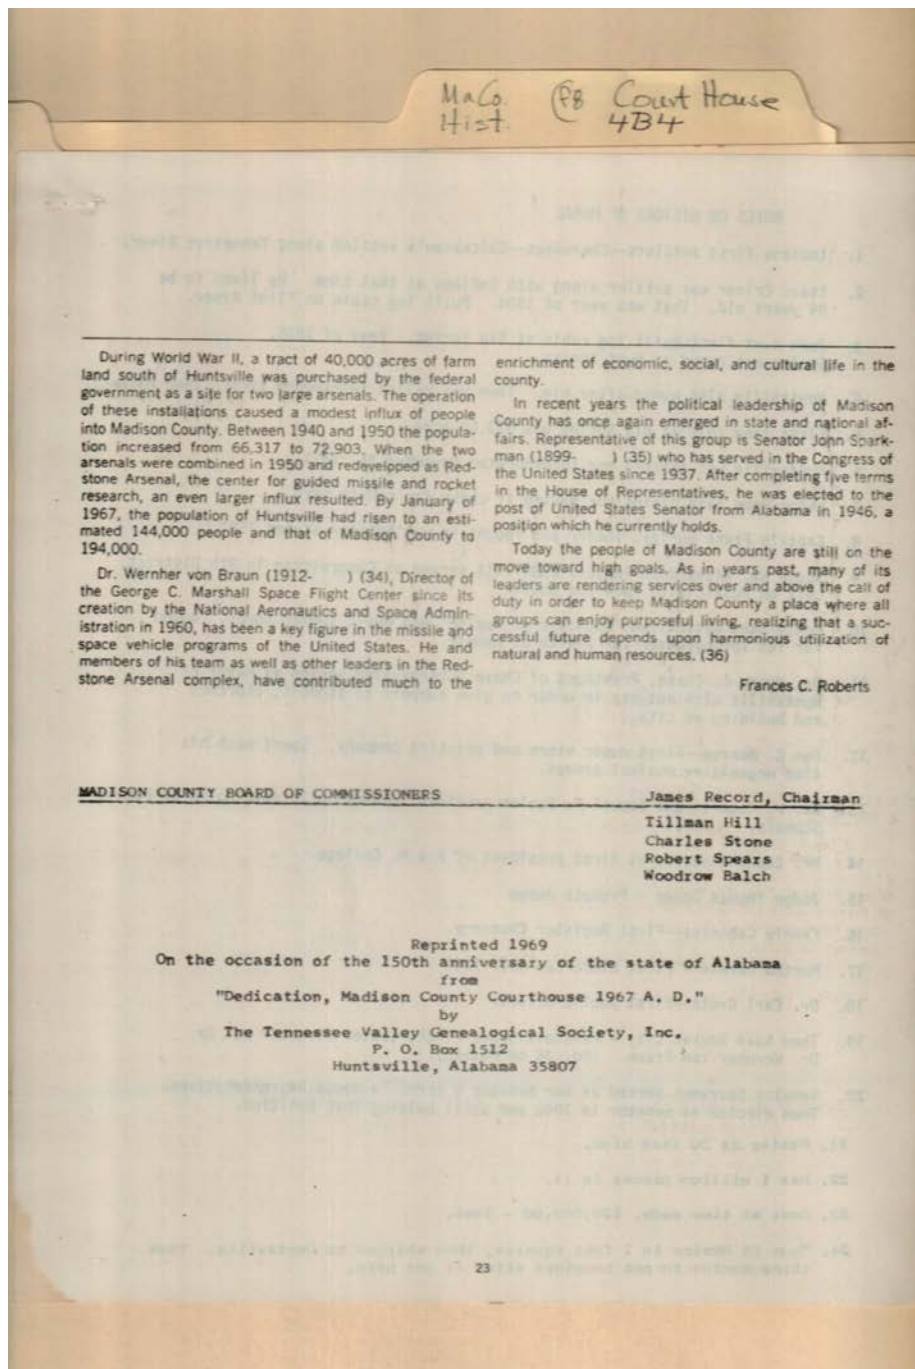 MaCo. F8 Court House
Hist. 4B4
During World War II, a tract of 40,000 acres of farm
land south of Huntsville was purchased by the federal
government as a site for two large arsenals. The operation
of these installations caused a modest influx of people
into Madison County. Between 1940 and 1950 the popula-
tion increased from 66,317 to 72,903. When the two
arsenals were combined in 1950 and redeveloped as Red-
stone Arsenal, the center for guided missile and rocket
research, an even larger influx resulted. By January of
1967, the population of Huntsville had risen to an esti-
mated 144,000 people and that of Madison County to
194,000.
Dr. Wernher von Braun (1912- ) (34), Director of
the George C. Marshall Space Flight Center since its
creation by the National Aeronautics and Space Admin-
istration in 1960, has been a key figure in the missile and
space vehicle programs of the United States. He and
members of his team as well as other leaders in the Red-
stone Arsenal complex, have contributed much to the
enrichment of economic, social, and cultural life in the
county.
In recent years the political leadership of Madison
County has once again emerged in state and national af-
fairs. Representative of this group is Senator John Spark-
man (1899- ) (35) who has served in the Congress of
the United States since 1937. After completing five terms
in the House of Representatives, he was elected to the
post of United States Senator from Alabama in 1946, a
position which he currently holds.
Today the people of Madison County are still on the
move toward high goals. As in years past, many of its
leaders are rendering services over and above the call of
duty in order to keep Madison County a place where all
groups can enjoy purposeful living, realizing that a suc-
cessful future depends upon harmonious utilization of
natural and human resources. (36)
Frances C. Roberts
MADISON COUNTY BOARD OF COMMISSIONERS James Record, Chairman
Tillman Hill
Charles Stone
Robert Spears
Woodrow Balch
Reprinted 1969
On the occasion of the 150th anniversary of the state of Alabama
from
"Dedication, Madison County Courthouse 1967 A. D."
by
The Tennessee Valley Genealogical Society, Inc.
P. O. Box 1512
Huntsville, Alabama 35807
23